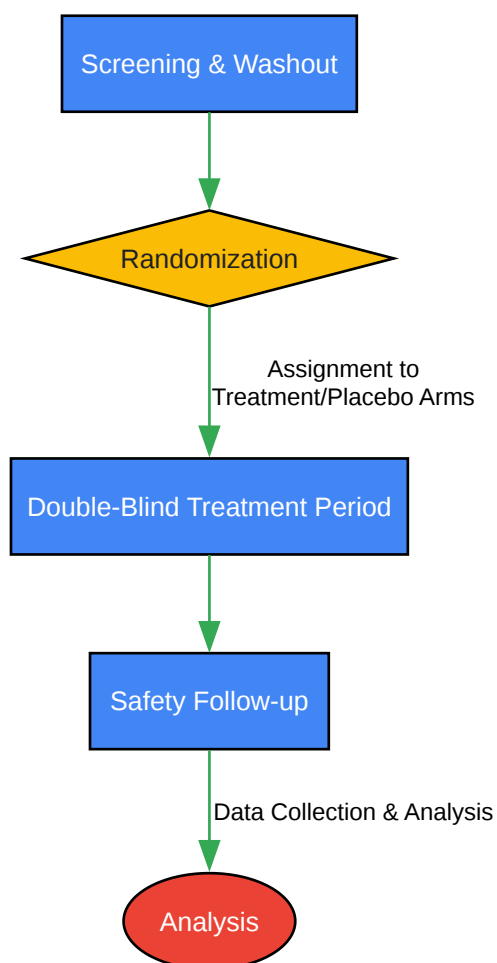 Screening & Washout
Randomization
Assignment to
Treatment/Placebo Arms
Double-Blind Treatment Period
Safety Follow-up
Data Collection & Analysis
Analysis